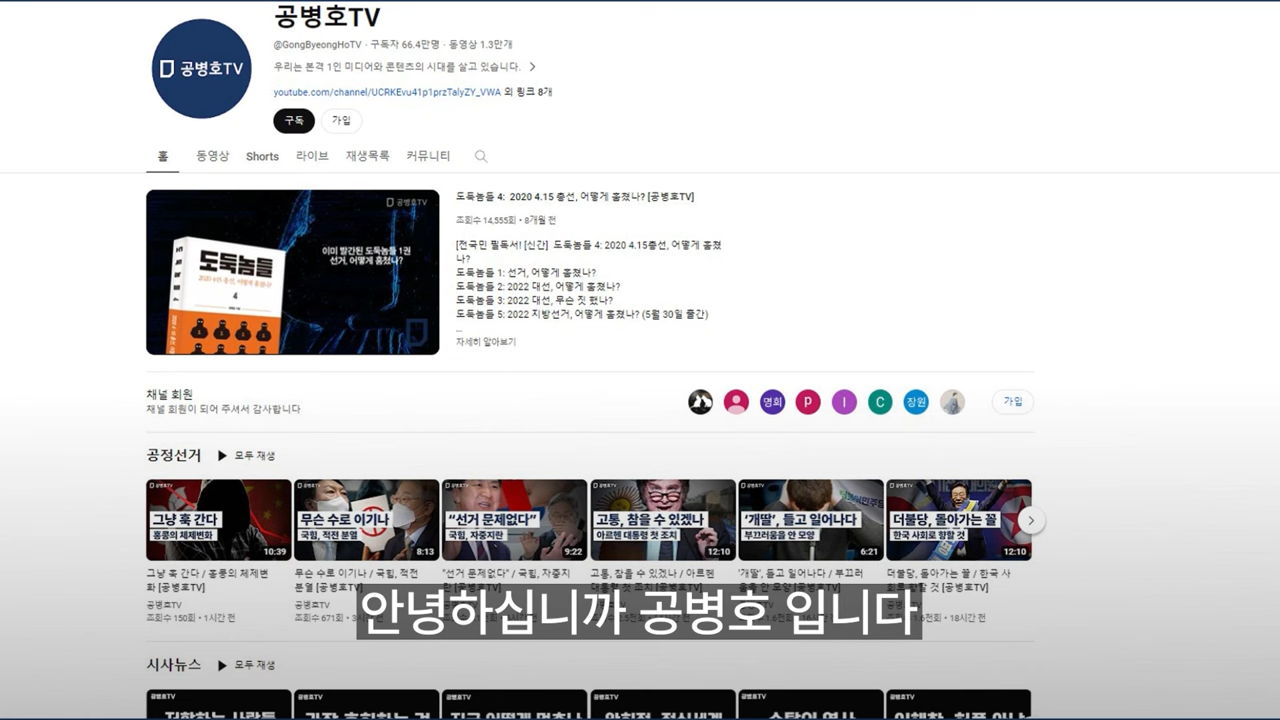 공병호TV
@GongByeongHoTV · 구독자 66.4만명 · 동영상 1.3만개
우리는 본격 1인 미디어와 콘텐츠의 시대를 살고 있습니다.
youtube.com/channel/UCRKEvu41p1przTalyZY_VWA 외 링크 8개
공병호TV
구독 가입
홈 동영상 Shorts 라이브 재생목록 커뮤니티
공병호TV
이미 발간된 도둑놈들 1권
선거, 어떻게 훔쳤나?
도둑놈들
4
도둑놈들 4: 2020 4.15 총선, 어떻게 훔쳤나? [공병호TV]
조회수 14,555회 · 8개월 전
[전국민 필독서! [신간] 도둑놈들 4: 2020 4.15총선, 어떻게 훔쳤
나?
도둑놈들 1: 선거, 어떻게 훔쳤나?
도둑놈들 2: 2022 대선, 어떻게 훔쳤나?
도둑놈들 3: 2022 대선, 무슨 짓 했나?
도둑놈들 5: 2022 지방선거, 어떻게 훔쳤나? (5월 30일 출간)
...
자세히 알아보기
채널 회원
채널 회원이 되어 주셔서 감사합니다
명희 P I C 장원 가입
공정선거 모두 재생
그냥 훅 간다
홍콩의 체제변화
10:39
무슨 수로 이기나
국힘, 적전 분열
8:13
“선거 문제없다”
국힘, 자중지란
9:22
고통, 참을 수 있겠나
아르헨 대통령 첫 조치
12:10
‘개딸’, 들고 일어나다
부끄러움을 안 모양
6:21
더불당, 돌아가는 꼴
한국 사회로 향할 것
12:10
그냥 훅 간다 / 홍콩의 체제변
화 [공병호TV]
공병호TV
조회수 150회 · 1시간 전
무슨 수로 이기나 / 국힘, 적전
분열 [공병호TV]
공병호TV
조회수 671회 · 3
"선거 문제없다" / 국힘, 자중지
고통, 참을 수 있겠나 / 아르헨
'개딸', 들고 일어나다 / 부끄러
더불당, 돌아가는 꼴 / 한국 사
18시간 전
안녕하십니까 공병호 입니다
시사뉴스 모두 재생